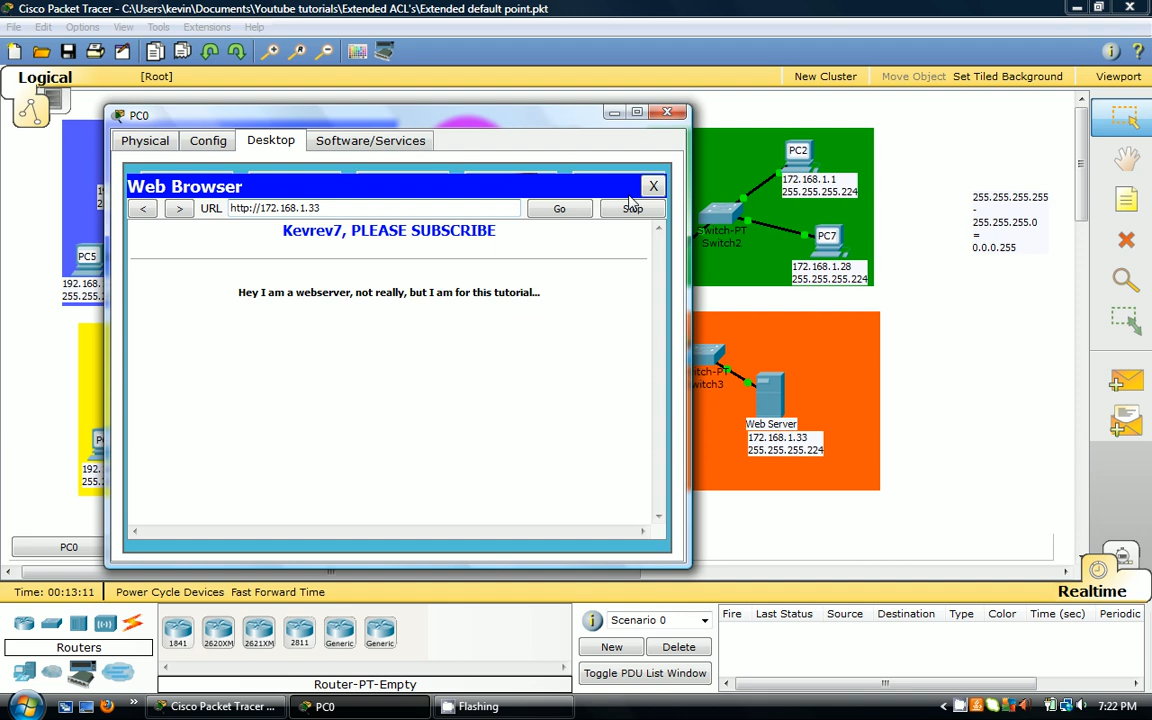 Cisco Packet Tracer - C:\Users\kevin\Documents\Youtube tutorials\Extended ACL's\Extended default point.pkt
File Edit Options View Tools Extensions Help
Logical [Root] New Cluster Move Object Set Tiled Background Viewport
PC0
Physical Config Desktop Software/Services
Web Browser X
< > URL http://172.168.1.33 Go Stop
Kevrev7, PLEASE SUBSCRIBE
Hey I am a webserver, not really, but I am for this tutorial...
PC5
192.168.
255.255.
192.
255.
PC2
172.168.1.1
255.255.255.224
Switch-PT
Switch2
PC7
172.168.1.28
255.255.255.224
255.255.255.255
-
255.255.255.0
=
0.0.0.255
itch-PT
witch3
Web Server
172.168.1.33
255.255.255.224
PC0
Time: 00:13:11 Power Cycle Devices Fast Forward Time Realtime
Routers
1841 2620XM 2621XM 2811 Generic Generic
Router-PT-Empty
Scenario 0
New Delete
Toggle PDU List Window
Fire Last Status Source Destination Type Color Time (sec) Periodic
Cisco Packet Tracer ... PC0 Flashing 7:22 PM